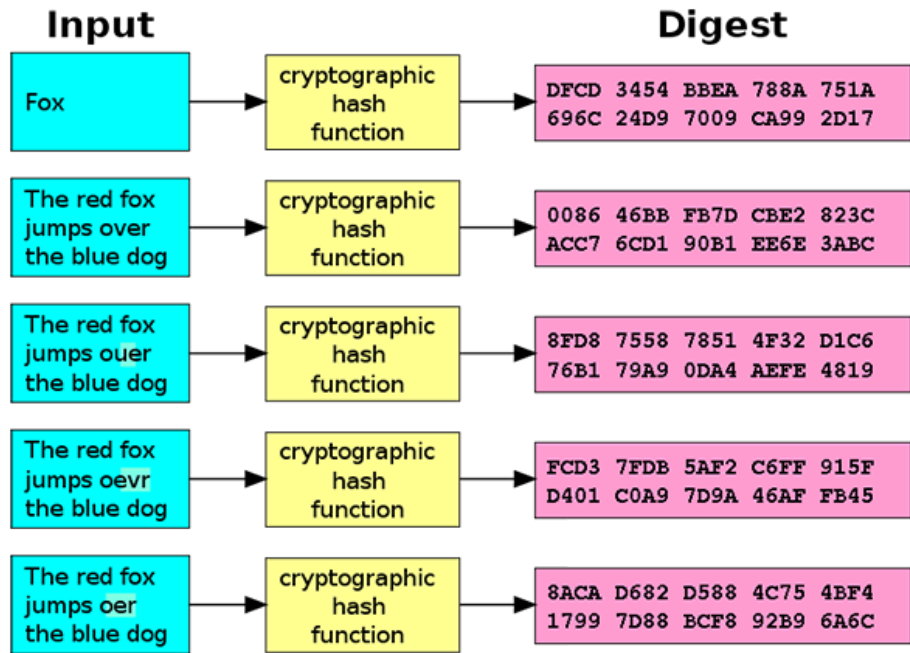 Input
Digest
Fox
cryptographic
hash
function
DFCD 3454 BBEA 788A 751A
696C 24D9 7009 CA99 2D17
The red fox
jumps over
the blue dog
cryptographic
hash
function
0086 46BB FB7D CBE2 823C
ACC7 6CD1 90B1 EE6E 3ABC
The red fox
jumps ouer
the blue dog
cryptographic
hash
function
8FD8 7558 7851 4F32 D1C6
76B1 79A9 0DA4 AEFE 4819
The red fox
jumps oevr
the blue dog
cryptographic
hash
function
FCD3 7FDB 5AF2 C6FF 915F
D401 C0A9 7D9A 46AF FB45
The red fox
jumps oer
the blue dog
cryptographic
hash
function
8ACA D682 D588 4C75 4BF4
1799 7D88 BCF8 92B9 6A6C